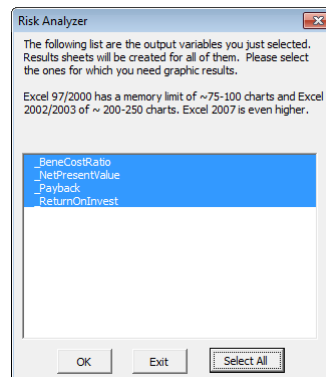 Risk Analyzer
The following list are the output variables you just selected.
Results sheets will be created for all of them. Please select
the ones for which you need graphic results.
Excel 97/2000 has a memory limit of ~75-100 charts and Excel
2002/2003 of ~ 200-250 charts. Excel 2007 is even higher.
_BeneCostRatio
_NetPresentValue
_Payback
_ReturnOnInvest
OK Exit Select All